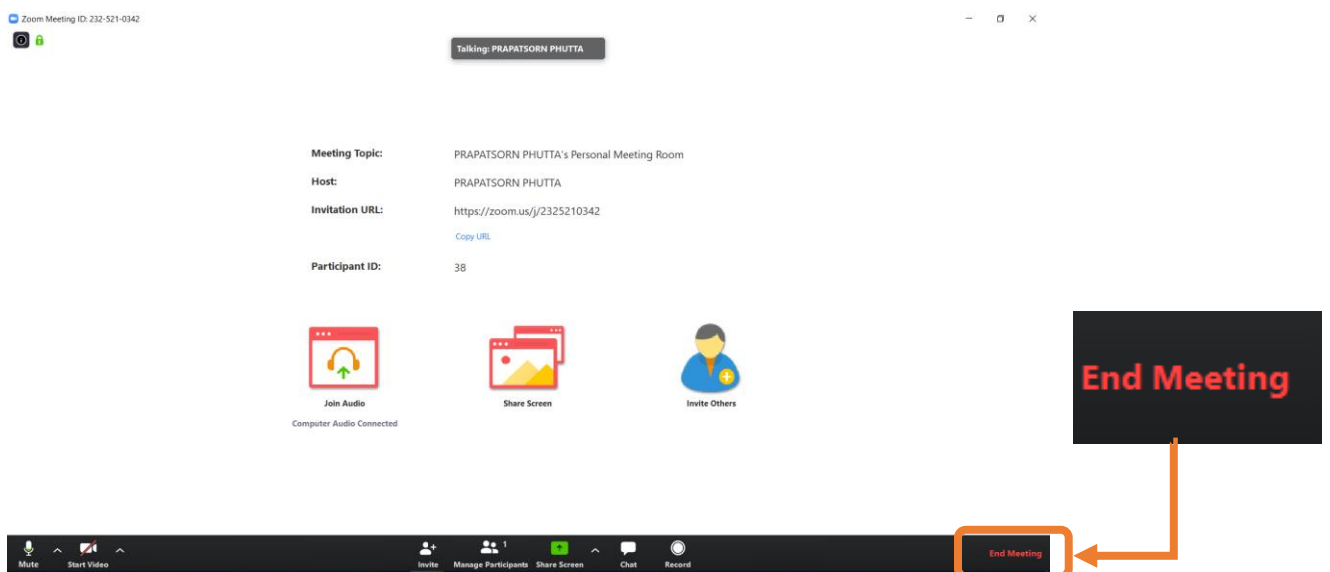 Zoom Meeting ID: 232-521-0342
Talking: PRAPATSORN PHUTTA
Meeting Topic: PRAPATSORN PHUTTA's Personal Meeting Room
Host: PRAPATSORN PHUTTA
Invitation URL: https://zoom.us/j/2325210342
Copy URL
Participant ID: 38
Join Audio Share Screen Invite Others
Computer Audio Connected
End Meeting
1
Mute Start Video Invite Manage Participants Share Screen Chat Record End Meeting